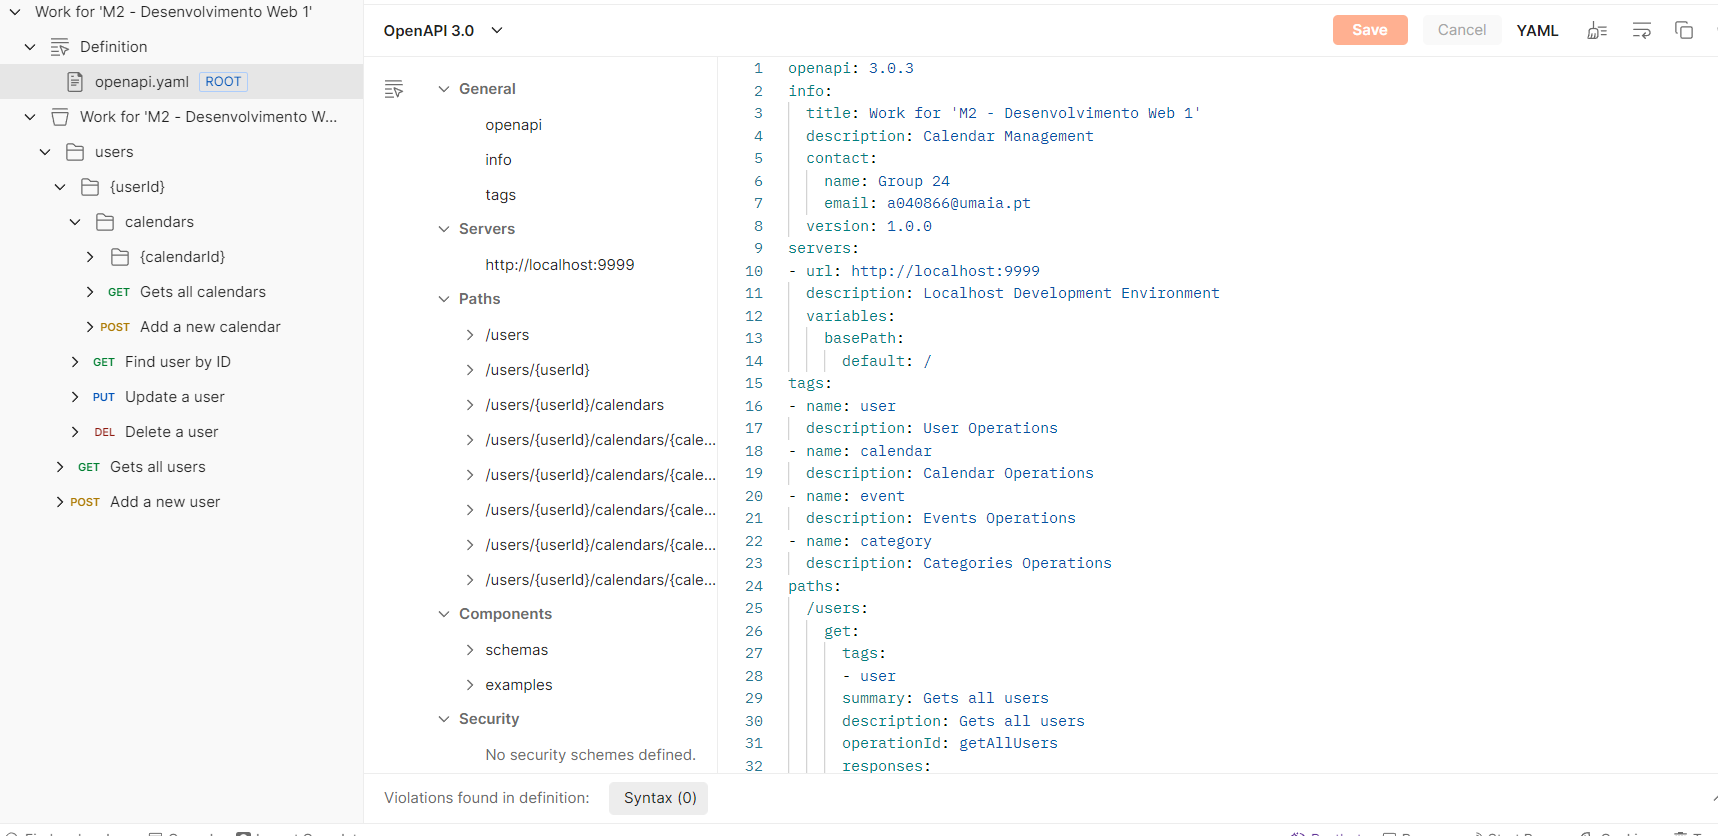 Work for 'M2 - Desenvolvimento Web 1'
Definition
openapi.yaml ROOT
Work for 'M2 - Desenvolvimento W...
users
{userId}
calendars
{calendarId}
GET Gets all calendars
POST Add a new calendar
GET Find user by ID
PUT Update a user
DEL Delete a user
GET Gets all users
POST Add a new user
OpenAPI 3.0
Save Cancel YAML
General
openapi
info
tags
Servers
http://localhost:9999
Paths
/users
/users/{userId}
/users/{userId}/calendars
/users/{userId}/calendars/{cale...
/users/{userId}/calendars/{cale...
/users/{userId}/calendars/{cale...
/users/{userId}/calendars/{cale...
/users/{userId}/calendars/{cale...
Components
schemas
examples
Security
No security schemes defined.
1 openapi: 3.0.3
2 info:
3 title: Work for 'M2 - Desenvolvimento Web 1'
4 description: Calendar Management
5 contact:
6 name: Group 24
7 email: a040866@umaia.pt
8 version: 1.0.0
9 servers:
10 - url: http://localhost:9999
11 description: Localhost Development Environment
12 variables:
13 basePath:
14 default: /
15 tags:
16 - name: user
17 description: User Operations
18 - name: calendar
19 description: Calendar Operations
20 - name: event
21 description: Events Operations
22 - name: category
23 description: Categories Operations
24 paths:
25 /users:
26 get:
27 tags:
28 - user
29 summary: Gets all users
30 description: Gets all users
31 operationId: getAllUsers
32 responses:
Violations found in definition: Syntax (0)